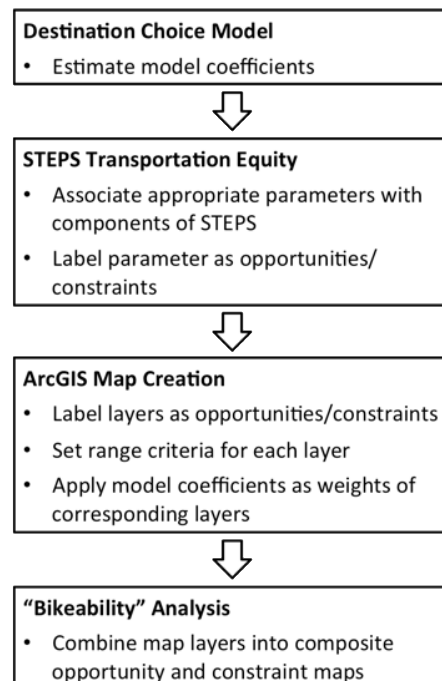 Destination Choice Model
• Estimate model coefficients
STEPS Transportation Equity
• Associate appropriate parameters with
components of STEPS
• Label parameter as opportunities/
constraints
ArcGIS Map Creation
• Label layers as opportunities/constraints
• Set range criteria for each layer
• Apply model coefficients as weights of
corresponding layers
“Bikeability” Analysis
• Combine map layers into composite
opportunity and constraint maps